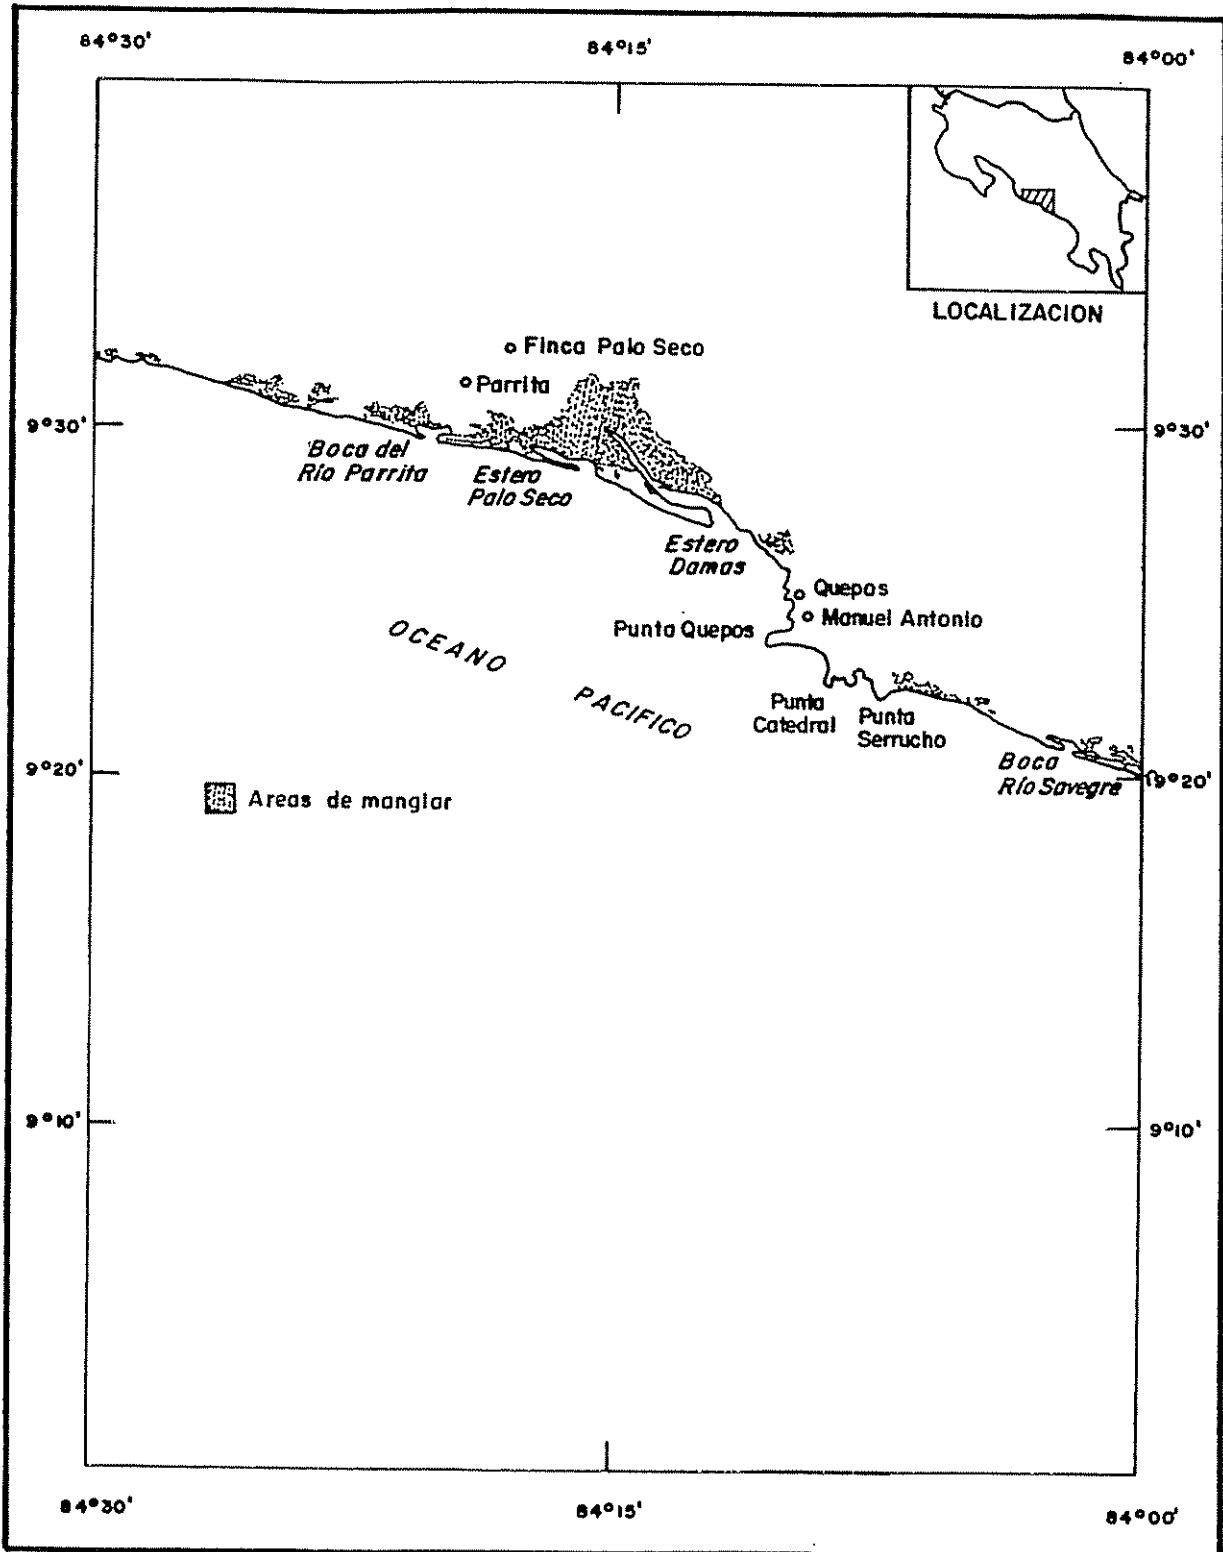 84°30'
84°15'
84°00'
LOCALIZACION
Finca Palo Seco
Parrita
9°30'
9°30'
Boca del
Río Parrita
Estero
Palo Seco
Estero
Damas
Quepos
Manuel Antonio
Punta Quepos
OCEANO
PACIFICO
Punta
Catedral
Punta
Serrucho
Boca
Río Savegre
9°20'
9°20'
Areas de manglar
9°10'
9°10'
84°30'
84°15'
84°00'